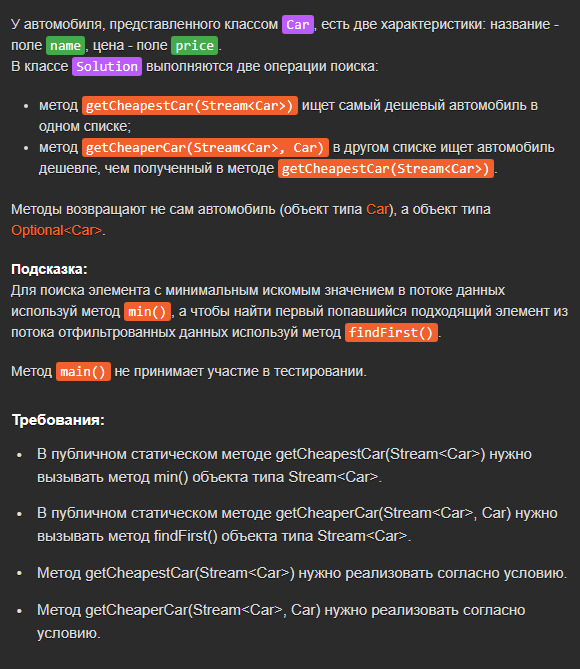 У автомобиля, представленного классом Car, есть две характеристики: название -
поле name, цена - поле price.
В классе Solution выполняются две операции поиска:
• метод getCheapestCar(Stream<Car>) ищет самый дешевый автомобиль в
одном списке;
• метод getCheaperCar(Stream<Car>, Car) в другом списке ищет автомобиль
дешевле, чем полученный в методе getCheapestCar(Stream<Car>).
Методы возвращают не сам автомобиль (объект типа Car), а объект типа
Optional<Car>.
Подсказка:
Для поиска элемента с минимальным искомым значением в потоке данных
используй метод min(), а чтобы найти первый попавшийся подходящий элемент из
потока отфильтрованных данных используй метод findFirst().
Метод main() не принимает участие в тестировании.
Требования:
• В публичном статическом методе getCheapestCar(Stream<Car>) нужно
вызывать метод min() объекта типа Stream<Car>.
• В публичном статическом методе getCheaperCar(Stream<Car>, Car) нужно
вызывать метод findFirst() объекта типа Stream<Car>.
• Метод getCheapestCar(Stream<Car>) нужно реализовать согласно условию.
• Метод getCheaperCar(Stream<Car>, Car) нужно реализовать согласно
условию.